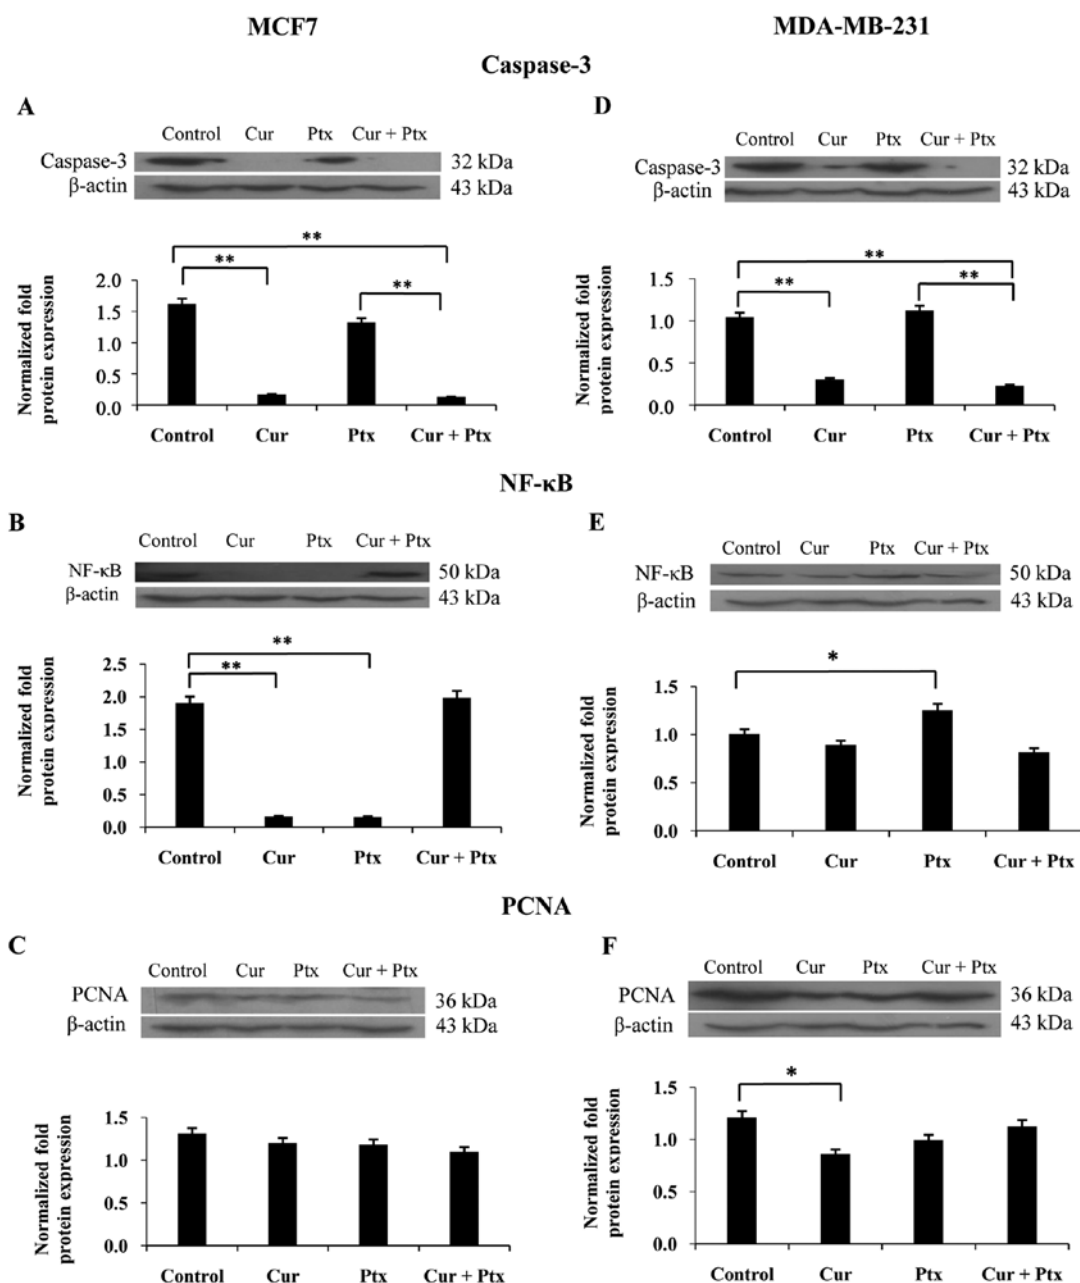 MCF7 MDA-MB-231
Caspase-3
A
Control Cur Ptx Cur + Ptx
Caspase-3 32 kDa
β-actin 43 kDa
**
** **
Normalized fold
protein expression
2.0
1.5
1.0
0.5
0.0
Control Cur Ptx Cur + Ptx
D
Control Cur Ptx Cur + Ptx
Caspase-3 32 kDa
β-actin 43 kDa
**
** **
Normalized fold
protein expression
1.5
1.0
0.5
0.0
Control Cur Ptx Cur + Ptx
NF-κB
B
Control Cur Ptx Cur + Ptx
NF-κB 50 kDa
β-actin 43 kDa
**
**
Normalized fold
protein expression
2.5
2.0
1.5
1.0
0.5
0.0
Control Cur Ptx Cur + Ptx
E
Control Cur Ptx Cur + Ptx
NF-κB 50 kDa
β-actin 43 kDa
*
Normalized fold
protein expression
1.5
1.0
0.5
0.0
Control Cur Ptx Cur + Ptx
PCNA
C
Control Cur Ptx Cur + Ptx
PCNA 36 kDa
β-actin 43 kDa
Normalized fold
protein expression
1.5
1.0
0.5
0.0
Control Cur Ptx Cur + Ptx
F
Control Cur Ptx Cur + Ptx
PCNA 36 kDa
β-actin 43 kDa
*
Normalized fold
protein expression
1.5
1.0
0.5
0.0
Control Cur Ptx Cur + Ptx